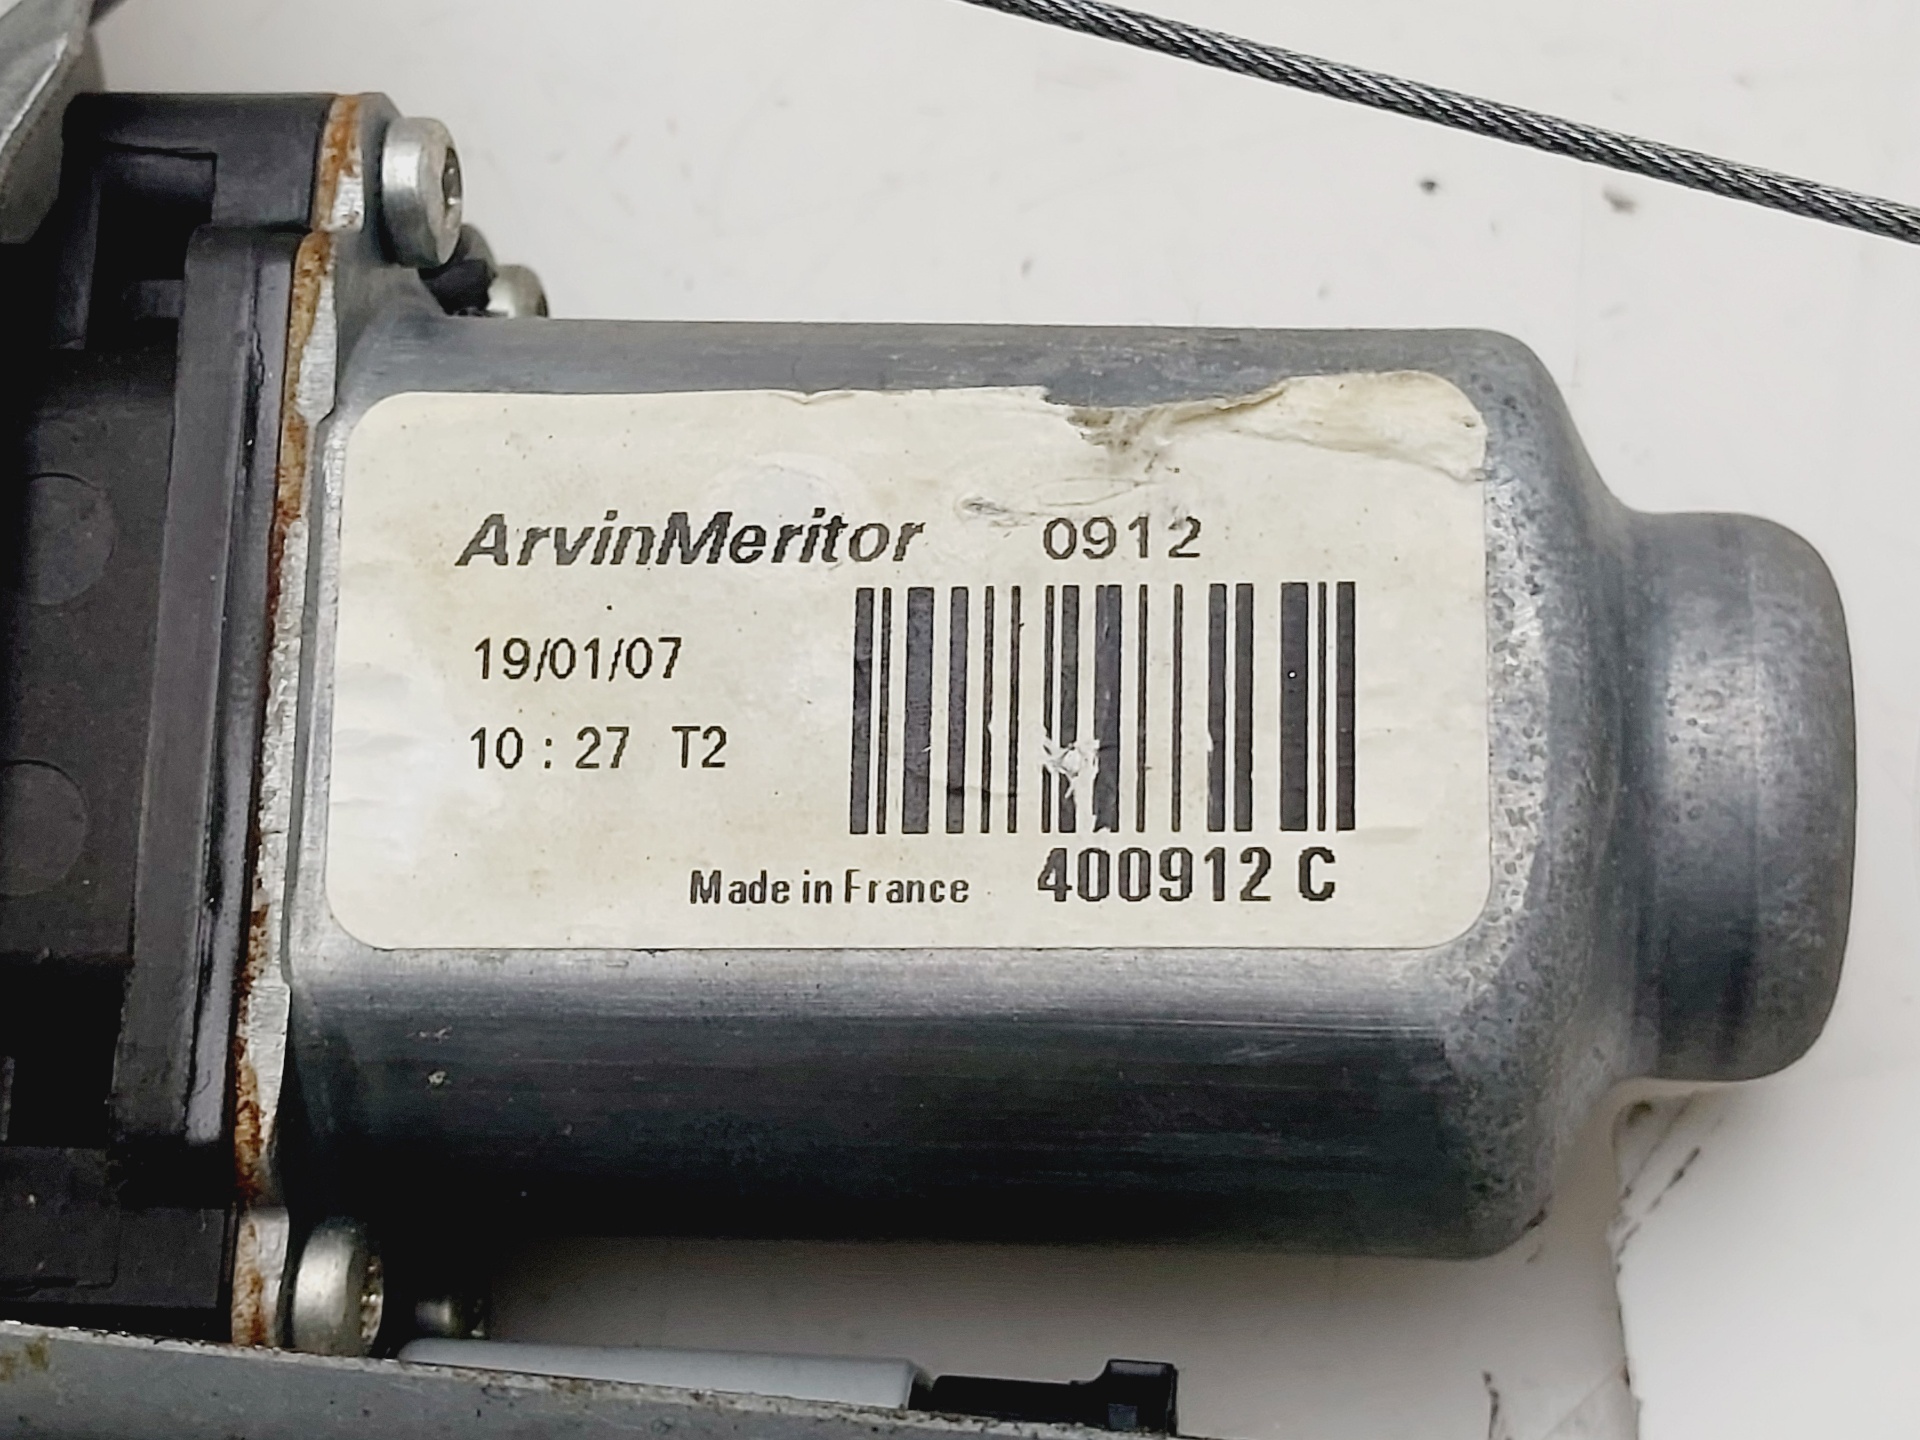 ArvinMeritor 0912
19/01/07
10 : 27 T2
Made in France 400912 C